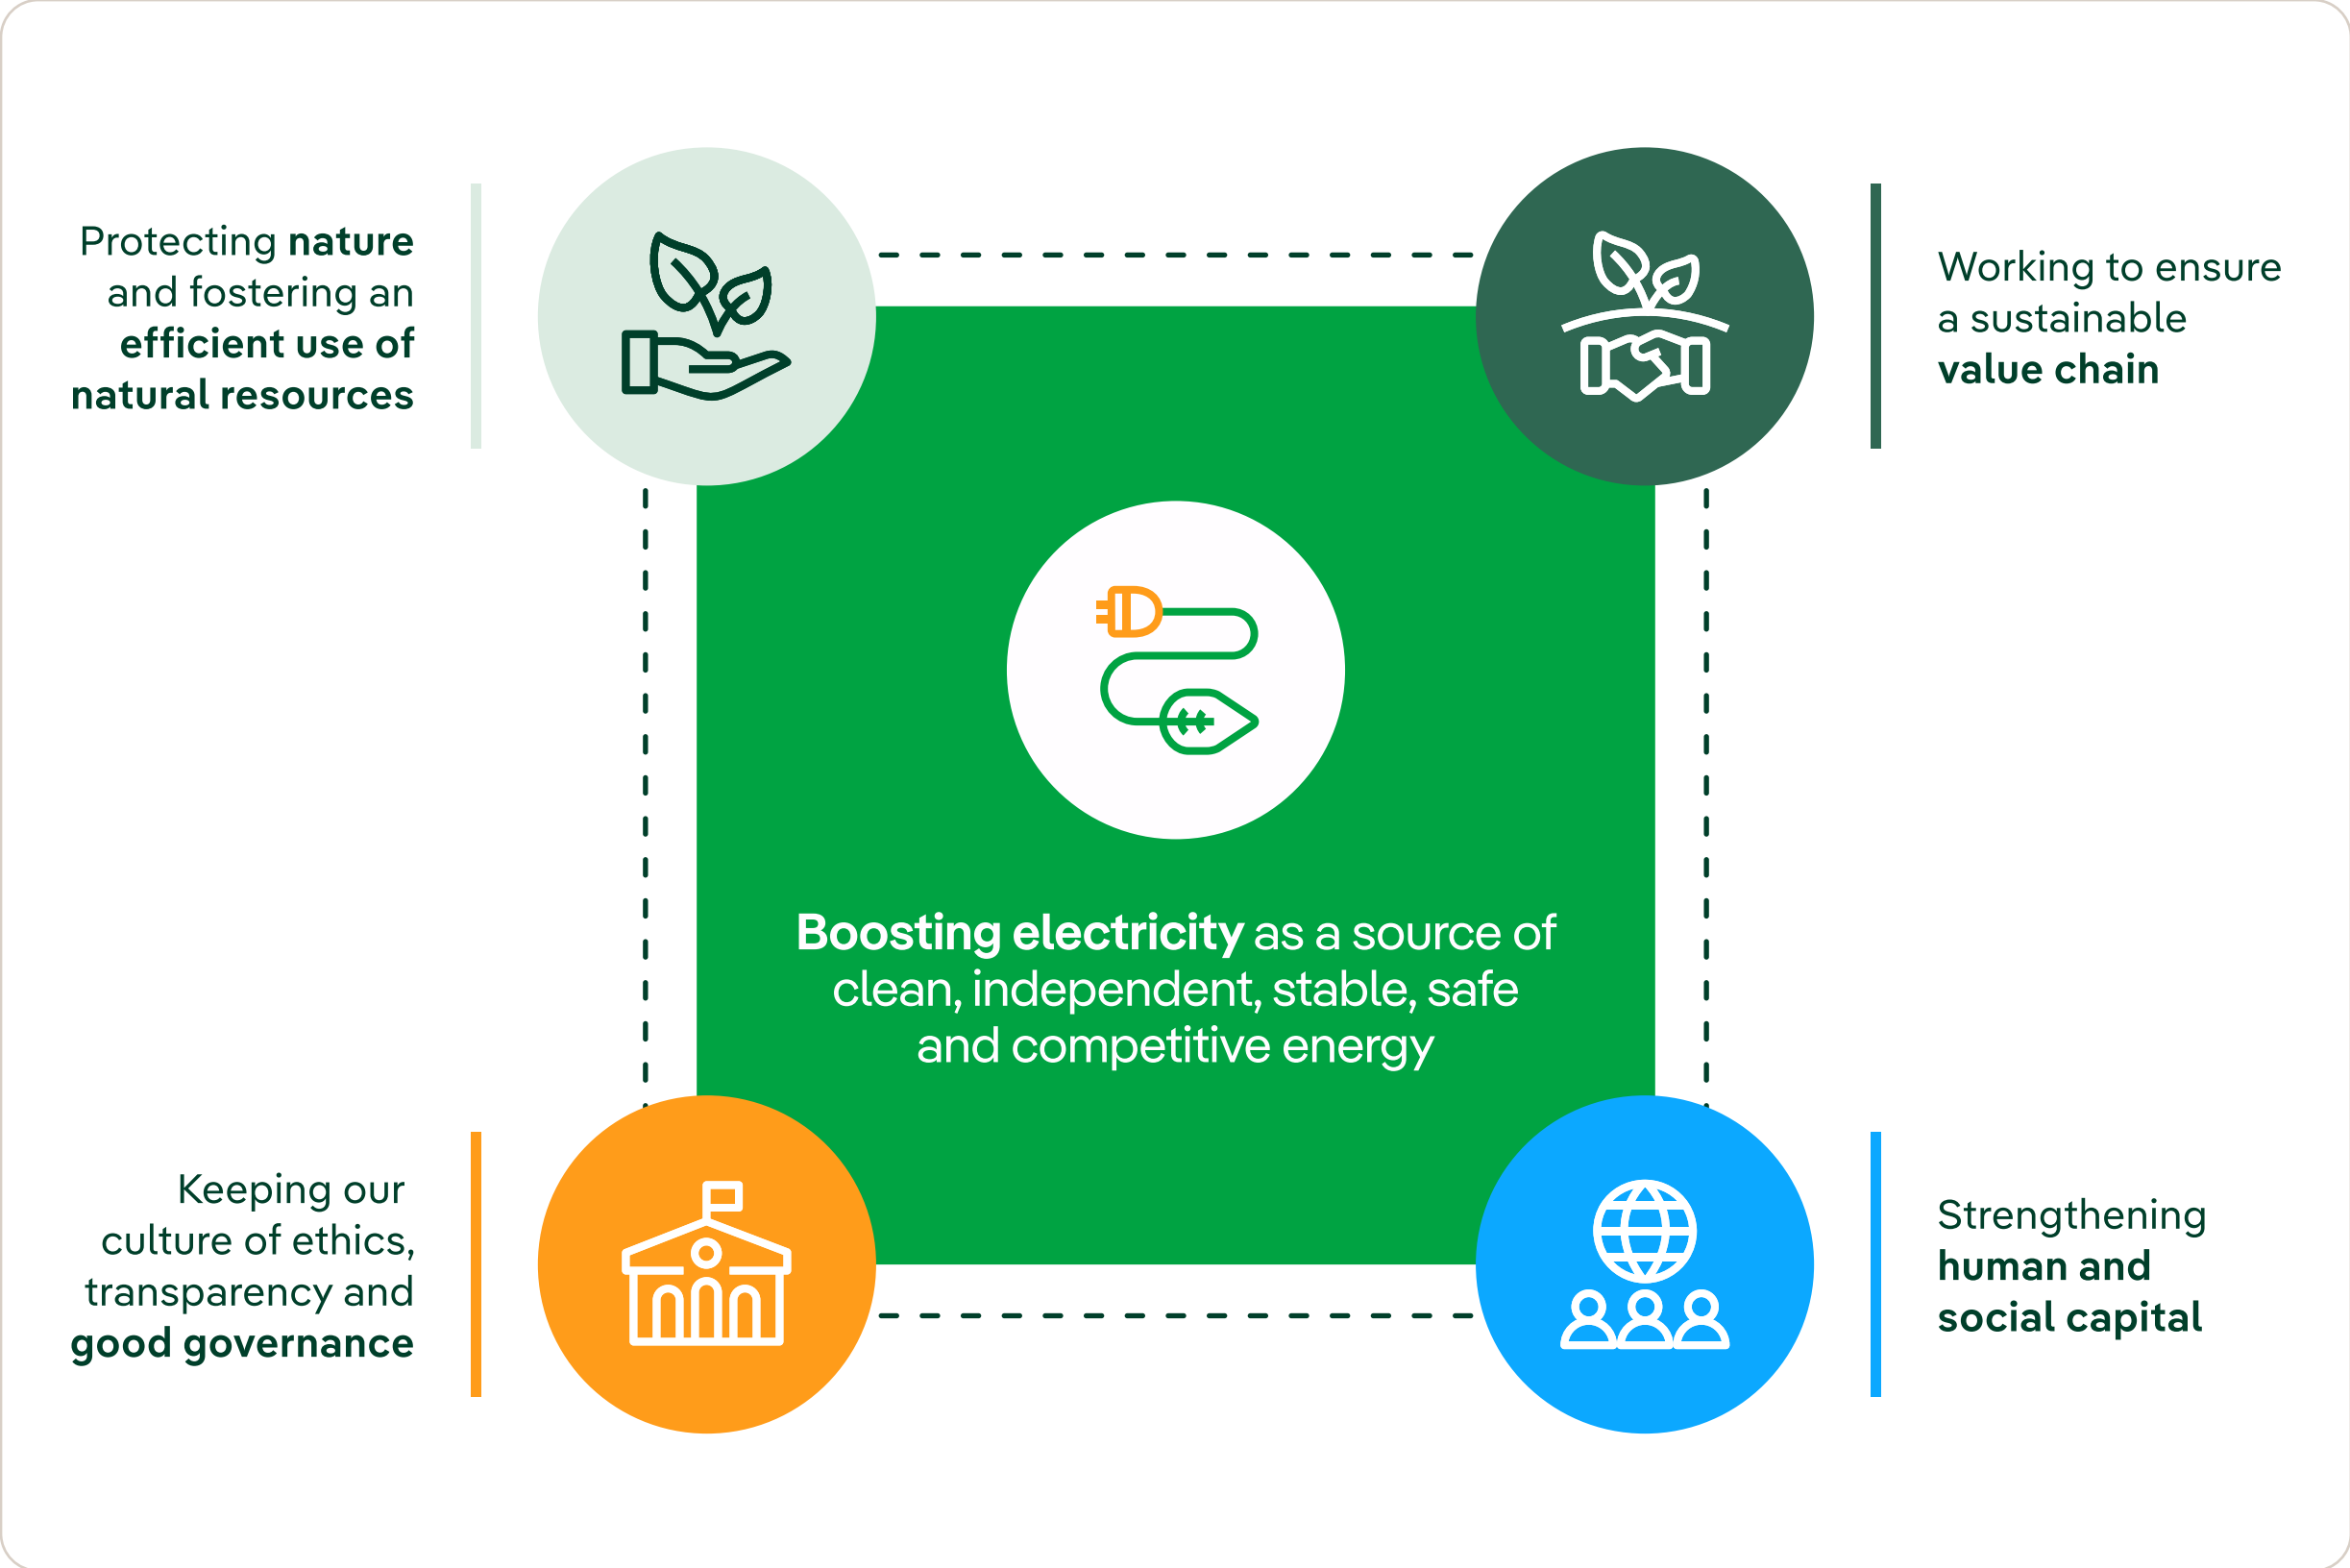 Protecting nature
and fostering an
efficient use of
natural resources
Working to ensure
a sustainable
value chain
Boosting electricity as a source of
clean, independent, stable, safe
and competitive energy
Keeping our
culture of ethics,
transparency and
good governance
Strengthening
human and
social capital